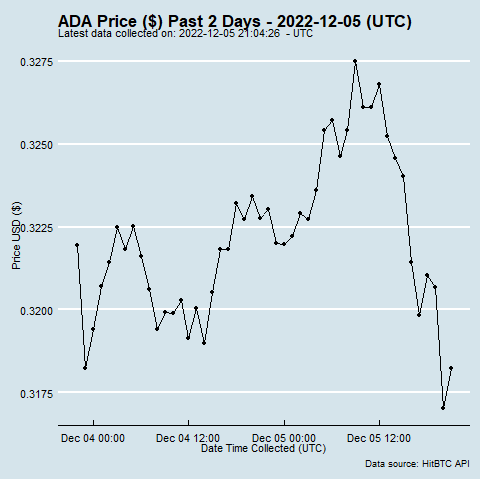 ADA Price ($) Past 2 Days - 2022-12-05 (UTC)
Latest data collected on: 2022-12-05 21:04:26 - UTC
0.3275
0.3250
0.3225
0.3200
0.3175
Price USD ($)
Dec 04 00:00 Dec 04 12:00 Dec 05 00:00 Dec 05 12:00
Date Time Collected (UTC)
Data source: HitBTC API